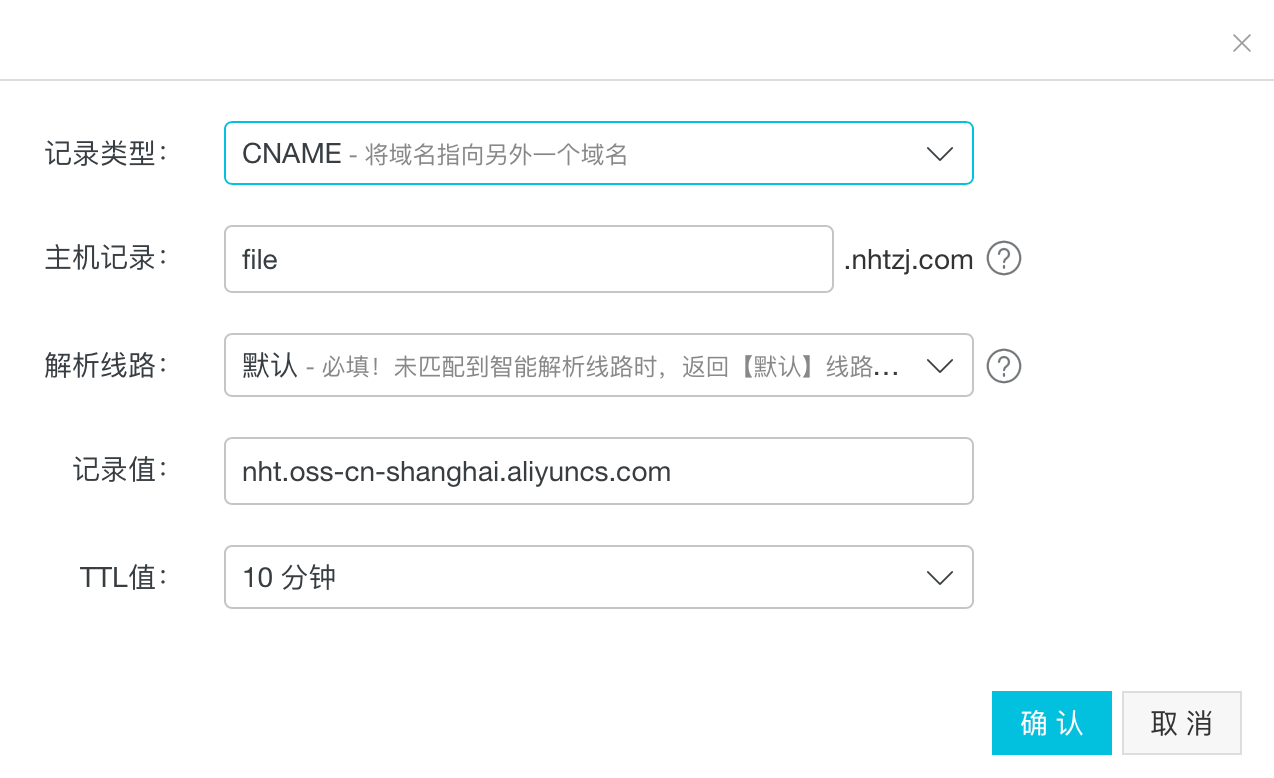 记录类型: CNAME - 将域名指向另外一个域名
主机记录: file .nhtzj.com ?
解析线路: 默认 - 必填！未匹配到智能解析线路时，返回【默认】线路...
记录值: nht.oss-cn-shanghai.aliyuncs.com
TTL值: 10 分钟
确 认 取 消